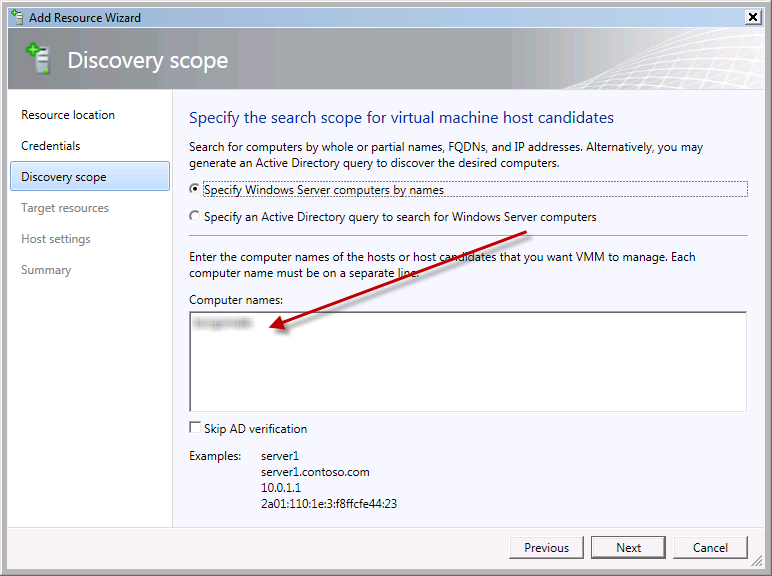 Add Resource Wizard
Discovery scope
Resource location
Credentials
Discovery scope
Target resources
Host settings
Summary
Specify the search scope for virtual machine host candidates
Search for computers by whole or partial names, FQDNs, and IP addresses. Alternatively, you may
generate an Active Directory query to discover the desired computers.
Specify Windows Server computers by names
Specify an Active Directory query to search for Windows Server computers
Enter the computer names of the hosts or host candidates that you want VMM to manage. Each
computer name must be on a separate line.
Computer names:
Skip AD verification
Examples: server1
server1.contoso.com
10.0.1.1
2a01:110:1e:3:f8ffcfe44:23
Previous Next Cancel